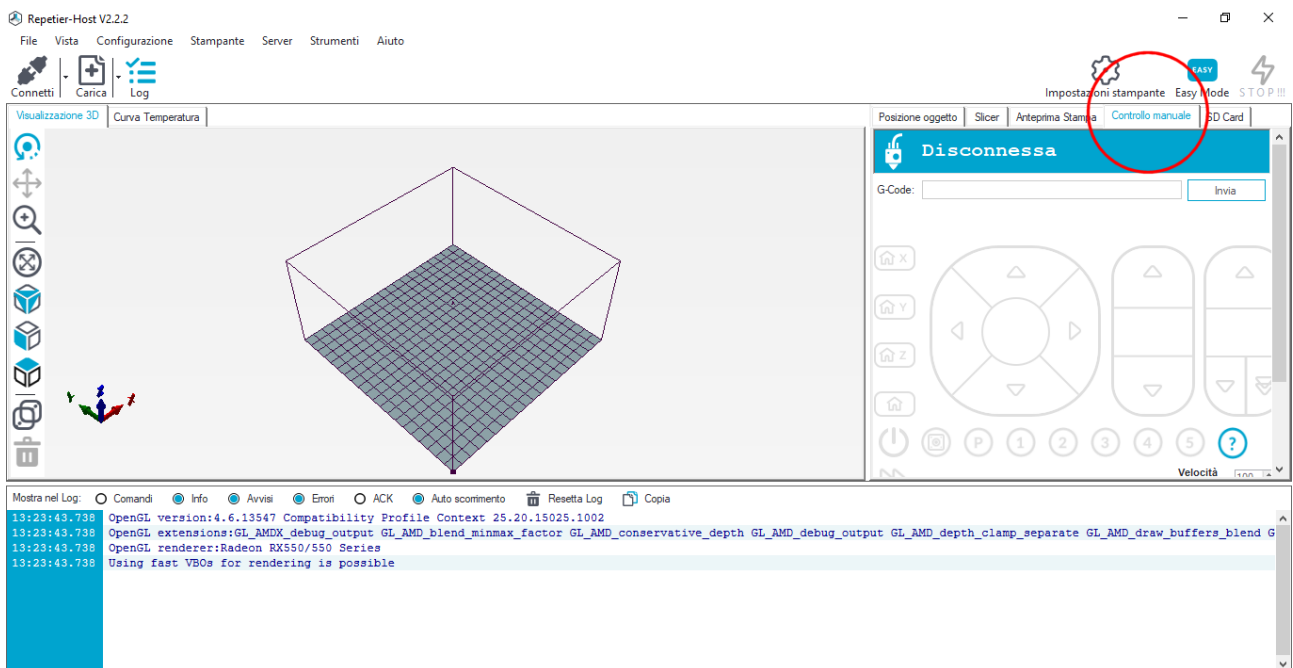 Repetier-Host V2.2.2
File Vista Configurazione Stampante Server Strumenti Aiuto
Connetti Carica Log Impostazioni stampante Easy Mode STOP!!!
EASY
Visualizzazione 3D Curva Temperatura
Posizione oggetto Slicer Anteprima Stampa Controllo manuale SD Card
Disconnessa
G-Code: Invia
X
Y
Z
P 1 2 3 4 5 ?
Velocità 100
Y Z X
Mostra nel Log: Comandi Info Avvisi Errori ACK Auto scorrimento Resetta Log Copia
13:23:43.738 OpenGL version:4.6.13547 Compatibility Profile Context 25.20.15025.1002
13:23:43.738 OpenGL extensions:GL_AMDX_debug_output GL_AMD_blend_minmax_factor GL_AMD_conservative_depth GL_AMD_debug_output GL_AMD_depth_clamp_separate GL_AMD_draw_buffers_blend G
13:23:43.738 OpenGL renderer:Radeon RX550/550 Series
13:23:43.738 Using fast VBOs for rendering is possible